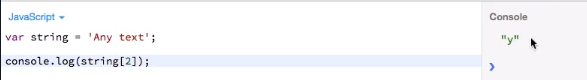 JavaScript
Console
var string = 'Any text';
"y"
console.log(string[2]);